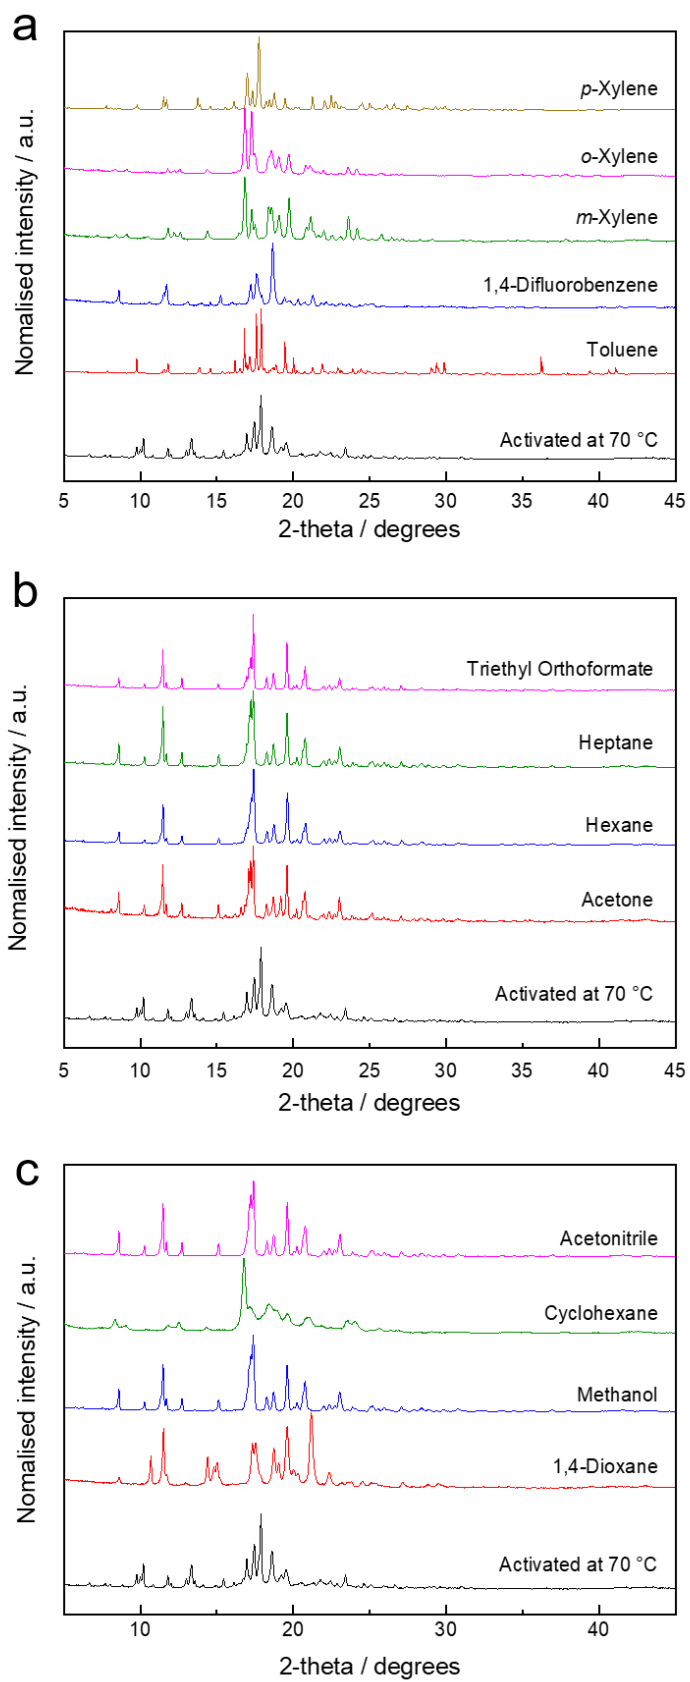 a
Nomalised intensity / a.u.
p-Xylene
o-Xylene
m-Xylene
1,4-Difluorobenzene
Toluene
Activated at 70 °C
5 10 15 20 25 30 35 40 45
2-theta / degrees
b
Nomalised intensity / a.u.
Triethyl Orthoformate
Heptane
Hexane
Acetone
Activated at 70 °C
5 10 15 20 25 30 35 40 45
2-theta / degrees
c
Nomalised intensity / a.u.
Acetonitrile
Cyclohexane
Methanol
1,4-Dioxane
Activated at 70 °C
10 20 30 40
2-theta / degrees